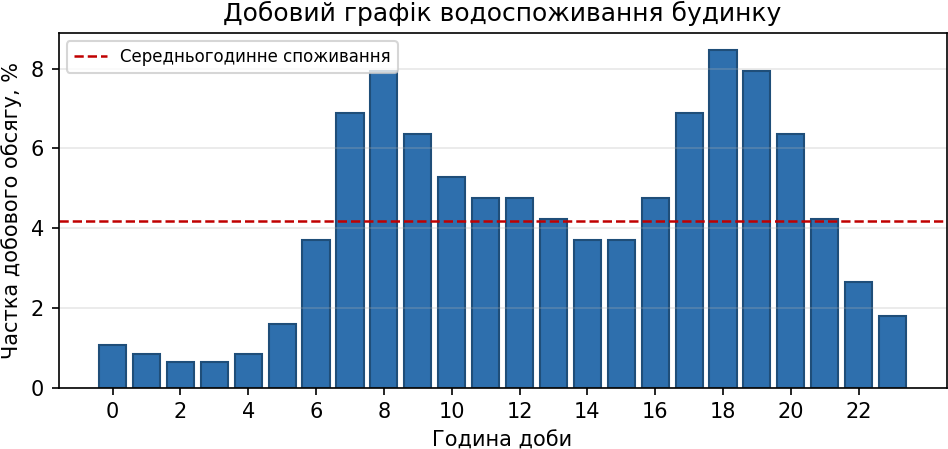 Добовий графік водоспоживання будинку
Середньогодинне споживання
Частка добового обсягу, %
8
6
4
2
0
0 2 4 6 8 10 12 14 16 18 20 22
Година доби